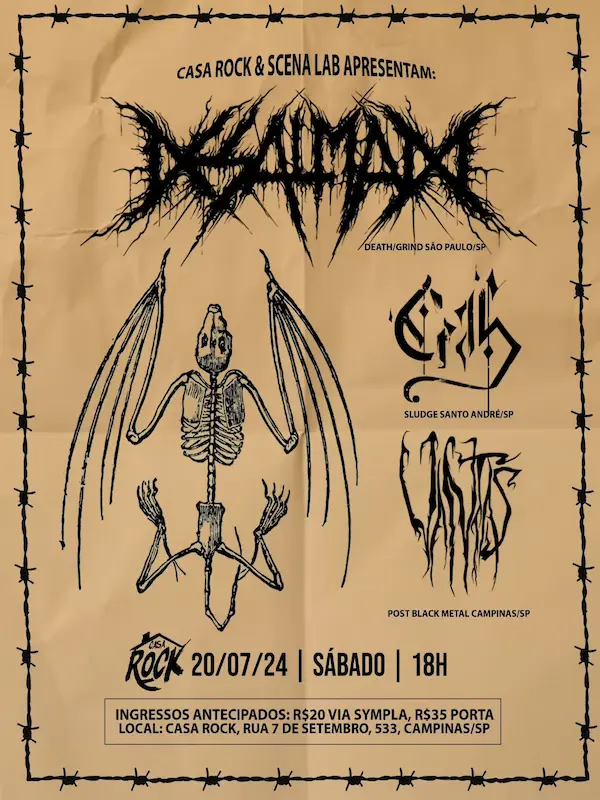 CASA ROCK & SCENA LAB APRESENTAM:
DESALMADO
DEATH/GRIND SÃO PAULO/SP
Cras
SLUDGE SANTO ANDRÉ/SP
VANITAS
POST BLACK METAL CAMPINAS/SP
CASA
ROCK
20/07/24 | SÁBADO | 18H
INGRESSOS ANTECIPADOS: R$20 VIA SYMPLA, R$35 PORTA
LOCAL: CASA ROCK, RUA 7 DE SETEMBRO, 533, CAMPINAS/SP